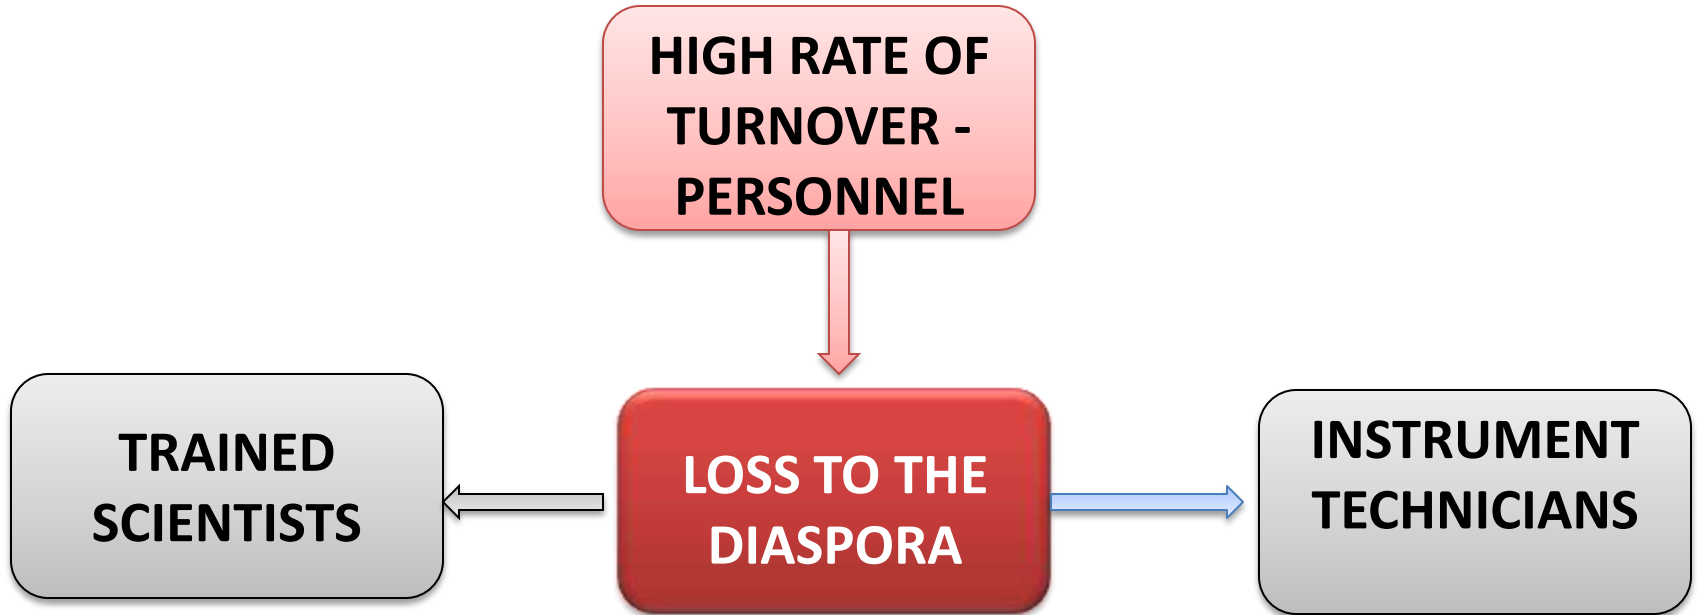 HIGH RATE OF
TURNOVER -
PERSONNEL
TRAINED
SCIENTISTS
LOSS TO THE
DIASPORA
INSTRUMENT
TECHNICIANS